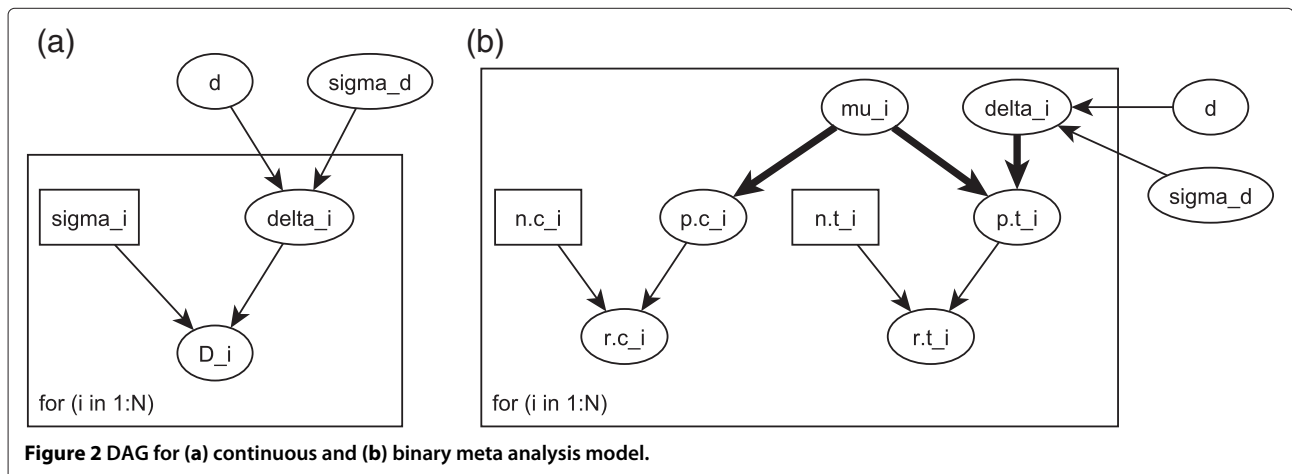 (a)
d
sigma_d
sigma_i
delta_i
D_i
for (i in 1:N)
(b)
mu_i
delta_i
d
sigma_d
n.c_i
p.c_i
n.t_i
p.t_i
r.c_i
r.t_i
for (i in 1:N)
Figure 2 DAG for (a) continuous and (b) binary meta analysis model.